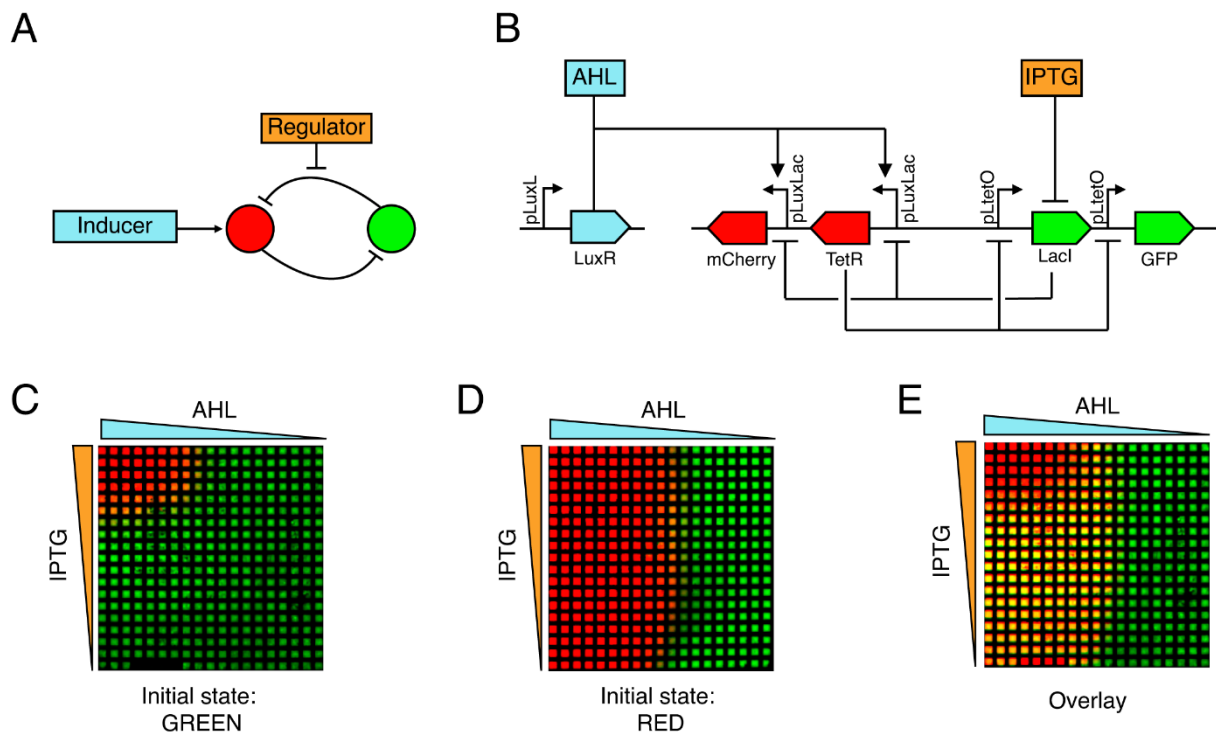 A
Regulator
Inducer
B
AHL
IPTG
pLuxL
pLuxLac
pLuxLac
pLtetO
pLtetO
LuxR
mCherry
TetR
LacI
GFP
C
AHL
IPTG
Initial state:
GREEN
D
AHL
IPTG
Initial state:
RED
E
AHL
IPTG
Overlay